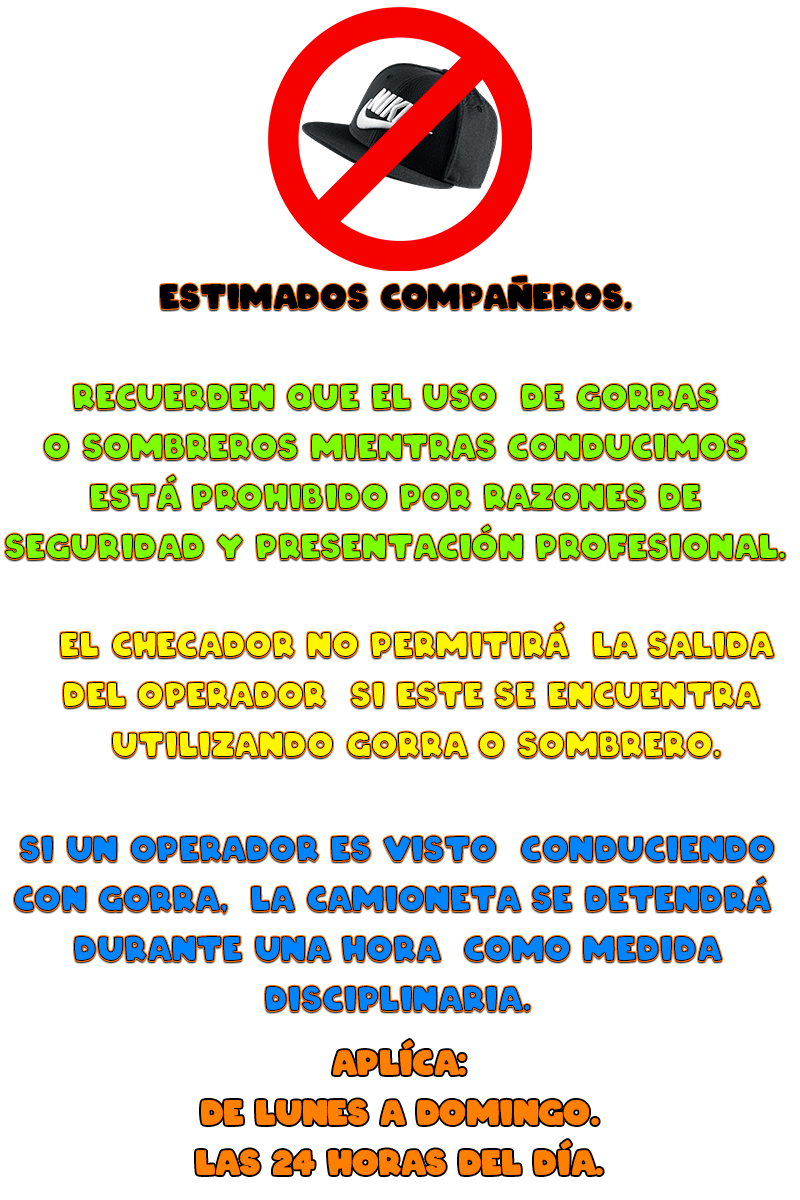 NIKE
ESTIMADOS COMPAÑEROS.
RECUERDEN QUE EL USO DE GORRAS
O SOMBREROS MIENTRAS CONDUCIMOS
ESTÁ PROHIBIDO POR RAZONES DE
SEGURIDAD Y PRESENTACIÓN PROFESIONAL.
EL CHECADOR NO PERMITIRÁ LA SALIDA
DEL OPERADOR SI ESTE SE ENCUENTRA
UTILIZANDO GORRA O SOMBRERO.
SI UN OPERADOR ES VISTO CONDUCIENDO
CON GORRA, LA CAMIONETA SE DETENDRÁ
DURANTE UNA HORA COMO MEDIDA
DISCIPLINARIA.
APLÍCA:
DE LUNES A DOMINGO.
LAS 24 HORAS DEL DÍA.